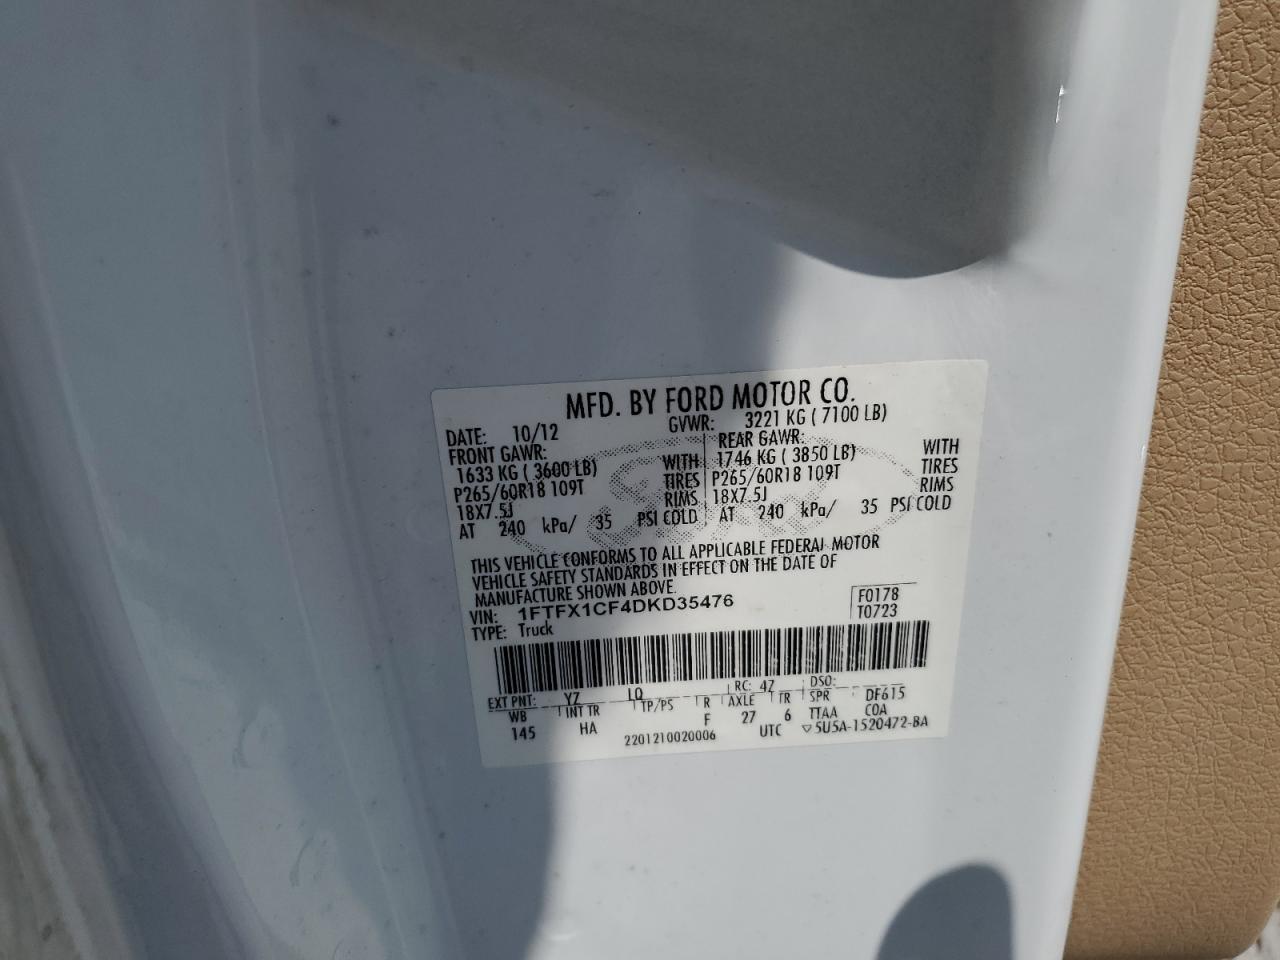 MFD. BY FORD MOTOR CO.
DATE: 10/12 GVWR: 3221 KG ( 7100 LB)
FRONT GAWR: REAR GAWR:
1633 KG ( 3600 LB) WITH 1746 KG ( 3850 LB) WITH
P265/60R18 109T TIRES P265/60R18 109T TIRES
18X7.5J RIMS 18X7.5J RIMS
AT 240 kPa/ 35 PSI COLD AT 240 kPa/ 35 PSI COLD
THIS VEHICLE CONFORMS TO ALL APPLICABLE FEDERAL MOTOR
VEHICLE SAFETY STANDARDS IN EFFECT ON THE DATE OF
MANUFACTURE SHOWN ABOVE.
VIN: 1FTFX1CF4DKD35476 F0178
TYPE: Truck T0723
EXT PNT: YZ LQ RC: 47 DSO:
WB INT TR TP/PS R AXLE TR SPR DF615
145 HA F 27 6 TTAA COA
2201210020006 UTC ▽5U5A-1520472-BA